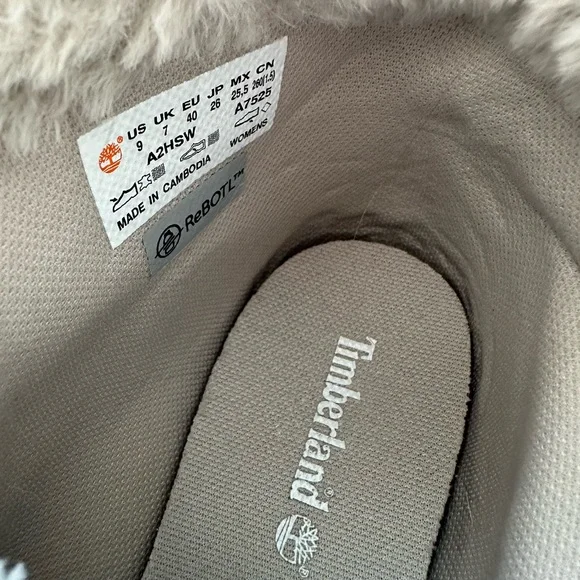 US UK EU JP MX CN
9 7 40 26 25,5 260(1.5)
A2HSW A7525
WOMENS
MADE IN CAMBODIA
ReBOTL™
Timberland®